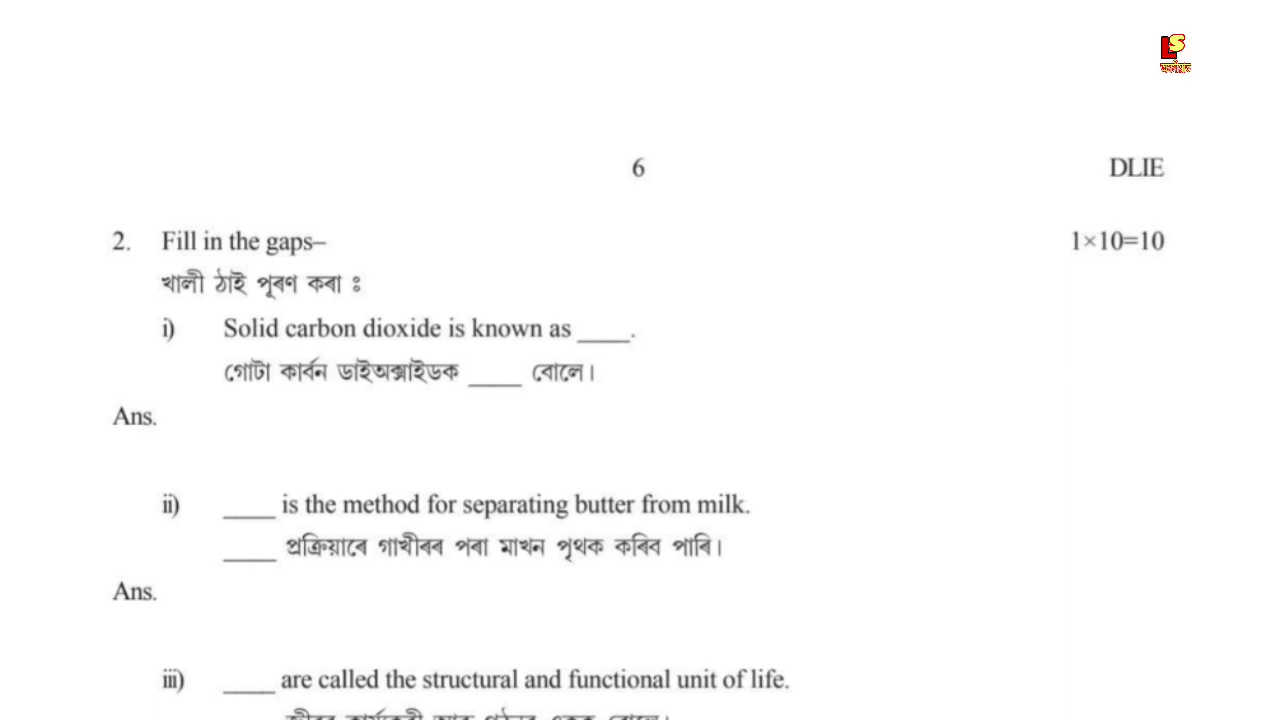 LS
6 DLIE
2. Fill in the gaps– 1×10=10
খালী ঠাই পূৰণ কৰা ঃ
i) Solid carbon dioxide is known as ____.
গোটা কাৰ্বন ডাইঅক্সাইডক ____ বোলে।
Ans.
ii) ____ is the method for separating butter from milk.
____ প্ৰক্ৰিয়াৰে গাখীৰৰ পৰা মাখন পৃথক কৰিব পাৰি।
Ans.
iii) ____ are called the structural and functional unit of life.